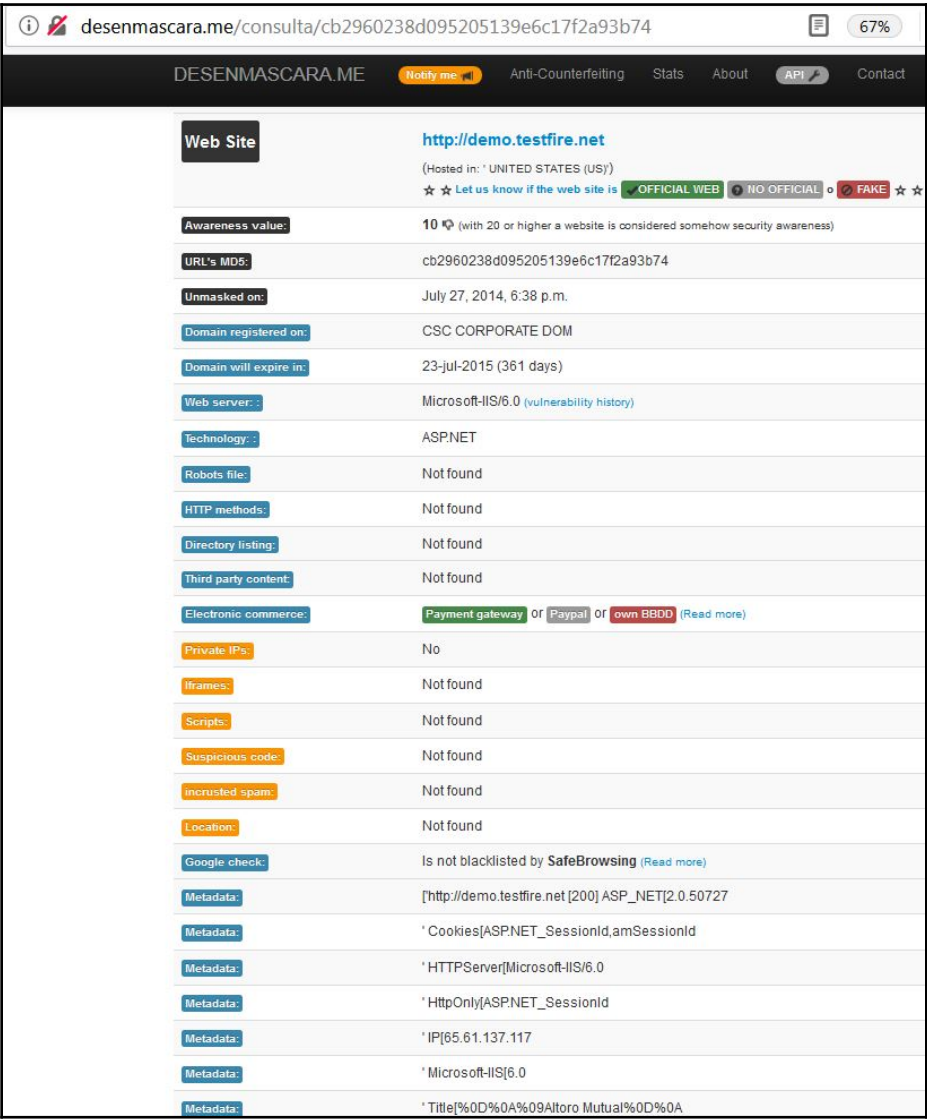 desenmascara.me/consulta/cb2960238d095205139e6c17f2a93b74 67%
DESENMASCARA.ME Notify me Anti-Counterfeiting Stats About API Contact
Web Site http://demo.testfire.net
(Hosted in: ' UNITED STATES (US)')
Let us know if the web site is OFFICIAL WEB NO OFFICIAL o FAKE
Awareness value: 10 (with 20 or higher a website is considered somehow security awareness)
URL's MD5: cb2960238d095205139e6c17f2a93b74
Unmasked on: July 27, 2014, 6:38 p.m.
Domain registered on: CSC CORPORATE DOM
Domain will expire in: 23-jul-2015 (361 days)
Web server: : Microsoft-IIS/6.0 (vulnerability history)
Technology: : ASP.NET
Robots file: Not found
HTTP methods: Not found
Directory listing: Not found
Third party content: Not found
Electronic commerce: Payment gateway or Paypal or own BBDD (Read more)
Private IPs: No
Iframes: Not found
Scripts: Not found
Suspicious code: Not found
incrusted spam: Not found
Location: Not found
Google check: Is not blacklisted by SafeBrowsing (Read more)
Metadata: ['http://demo.testfire.net [200] ASP_NET[2.0.50727
Metadata: ' Cookies[ASP.NET_SessionId,amSessionId
Metadata: ' HTTPServer[Microsoft-IIS/6.0
Metadata: ' HttpOnly[ASP.NET_SessionId
Metadata: ' IP[65.61.137.117
Metadata: ' Microsoft-IIS[6.0
Metadata: ' Title[%0D%0A%09Altoro Mutual%0D%0A